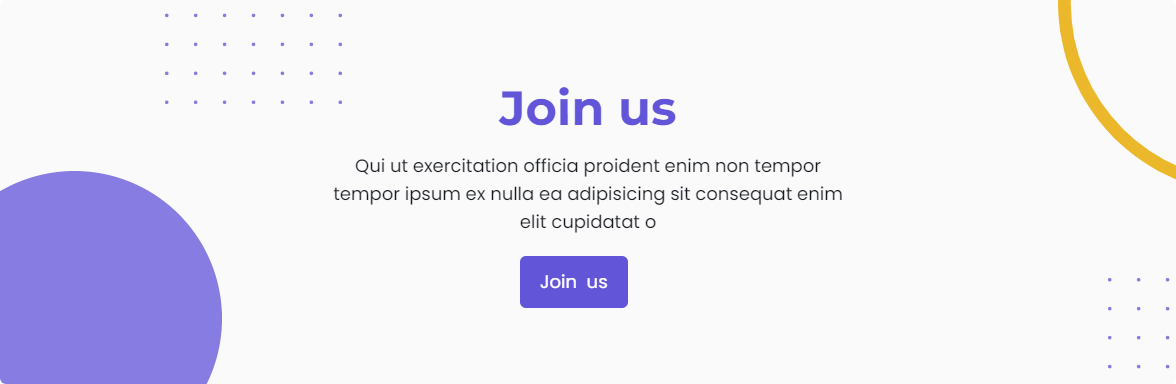 Join us
Qui ut exercitation officia proident enim non tempor
tempor ipsum ex nulla ea adipisicing sit consequat enim
elit cupidatat o
Join us